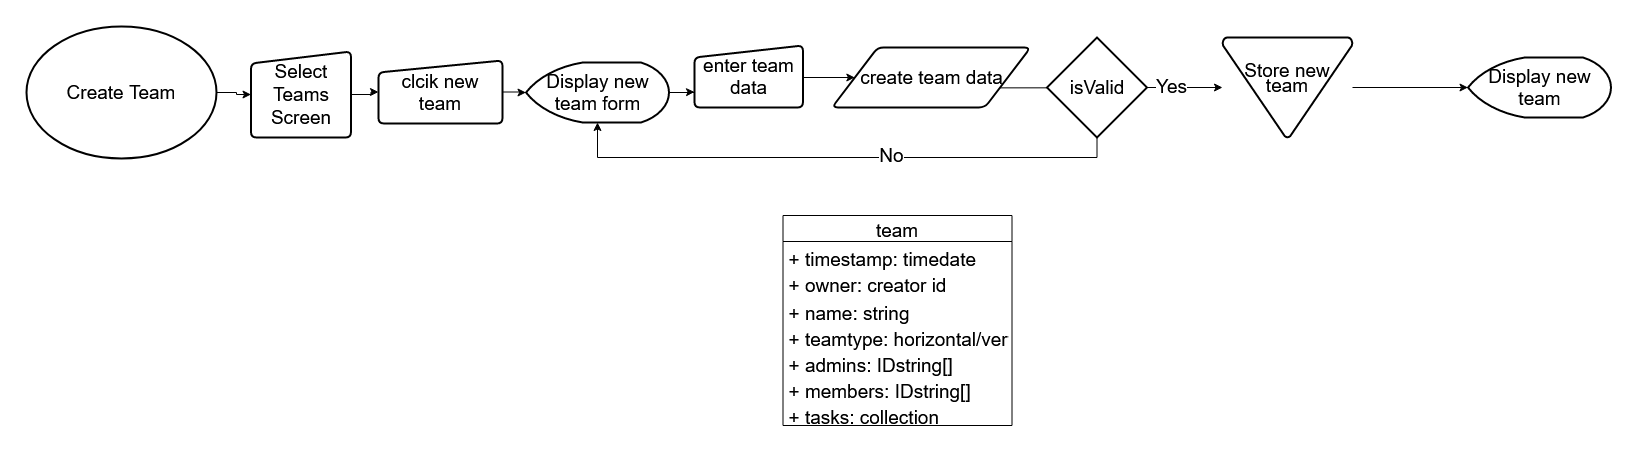 Create Team
Select
Teams
Screen
clcik new
team
Display new
team form
enter team
data
create team data
isValid
Yes
Store new
team
Display new
team
No
team
+ timestamp: timedate
+ owner: creator id
+ name: string
+ teamtype: horizontal/ver
+ admins: IDstring[]
+ members: IDstring[]
+ tasks: collection